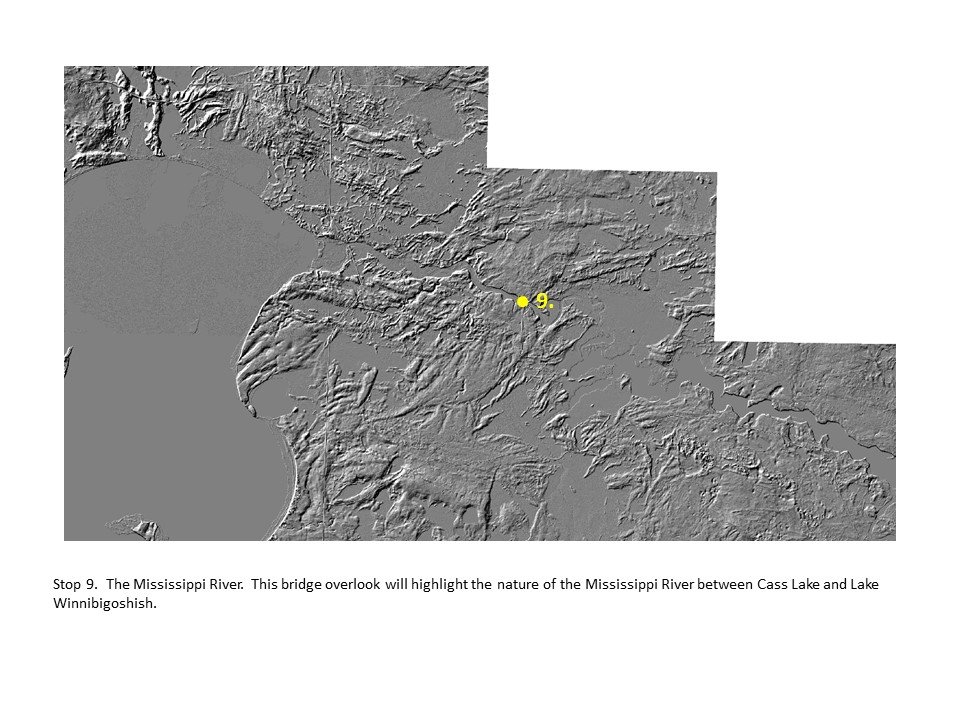 9.
Stop 9.  The Mississippi River.  This bridge overlook will highlight the nature of the Mississippi River between Cass Lake and Lake
Winnibigoshish.